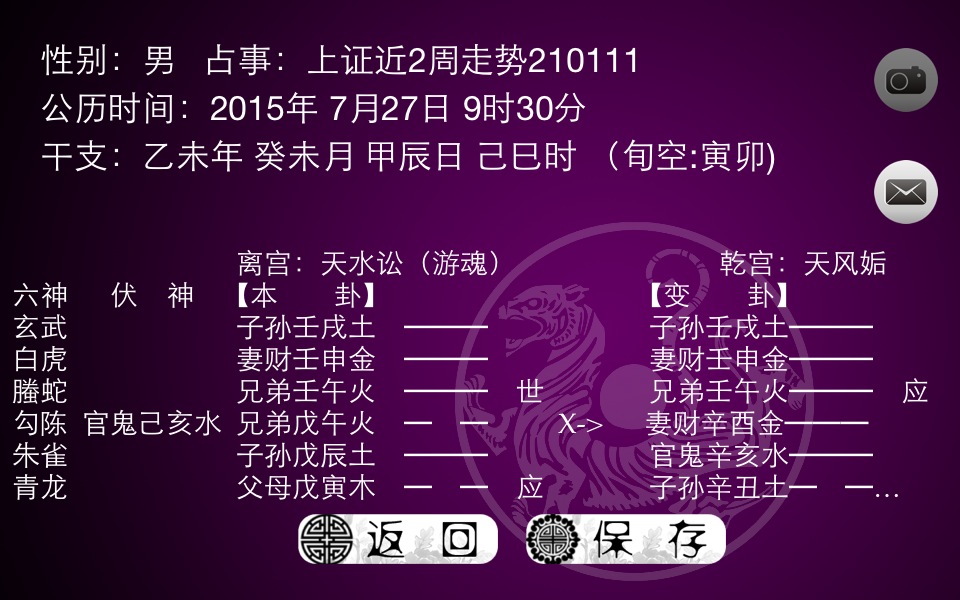 性别：男 占事：上证近2周走势210111
公历时间：2015年 7月27日 9时30分
干支：乙未年 癸未月 甲辰日 己巳时 （旬空:寅卯)
离宫：天水讼（游魂） 乾宫：天风姤
六神 伏 神 【本 卦】 【变 卦】
玄武 子孙壬戌土 子孙壬戌土
白虎 妻财壬申金 妻财壬申金
螣蛇 兄弟壬午火 世 兄弟壬午火 应
勾陈 官鬼己亥水 兄弟戊午火 X-> 妻财辛酉金
朱雀 子孙戊辰土 官鬼辛亥水
青龙 父母戊寅木 应 子孙辛丑土 ...
返回 保存